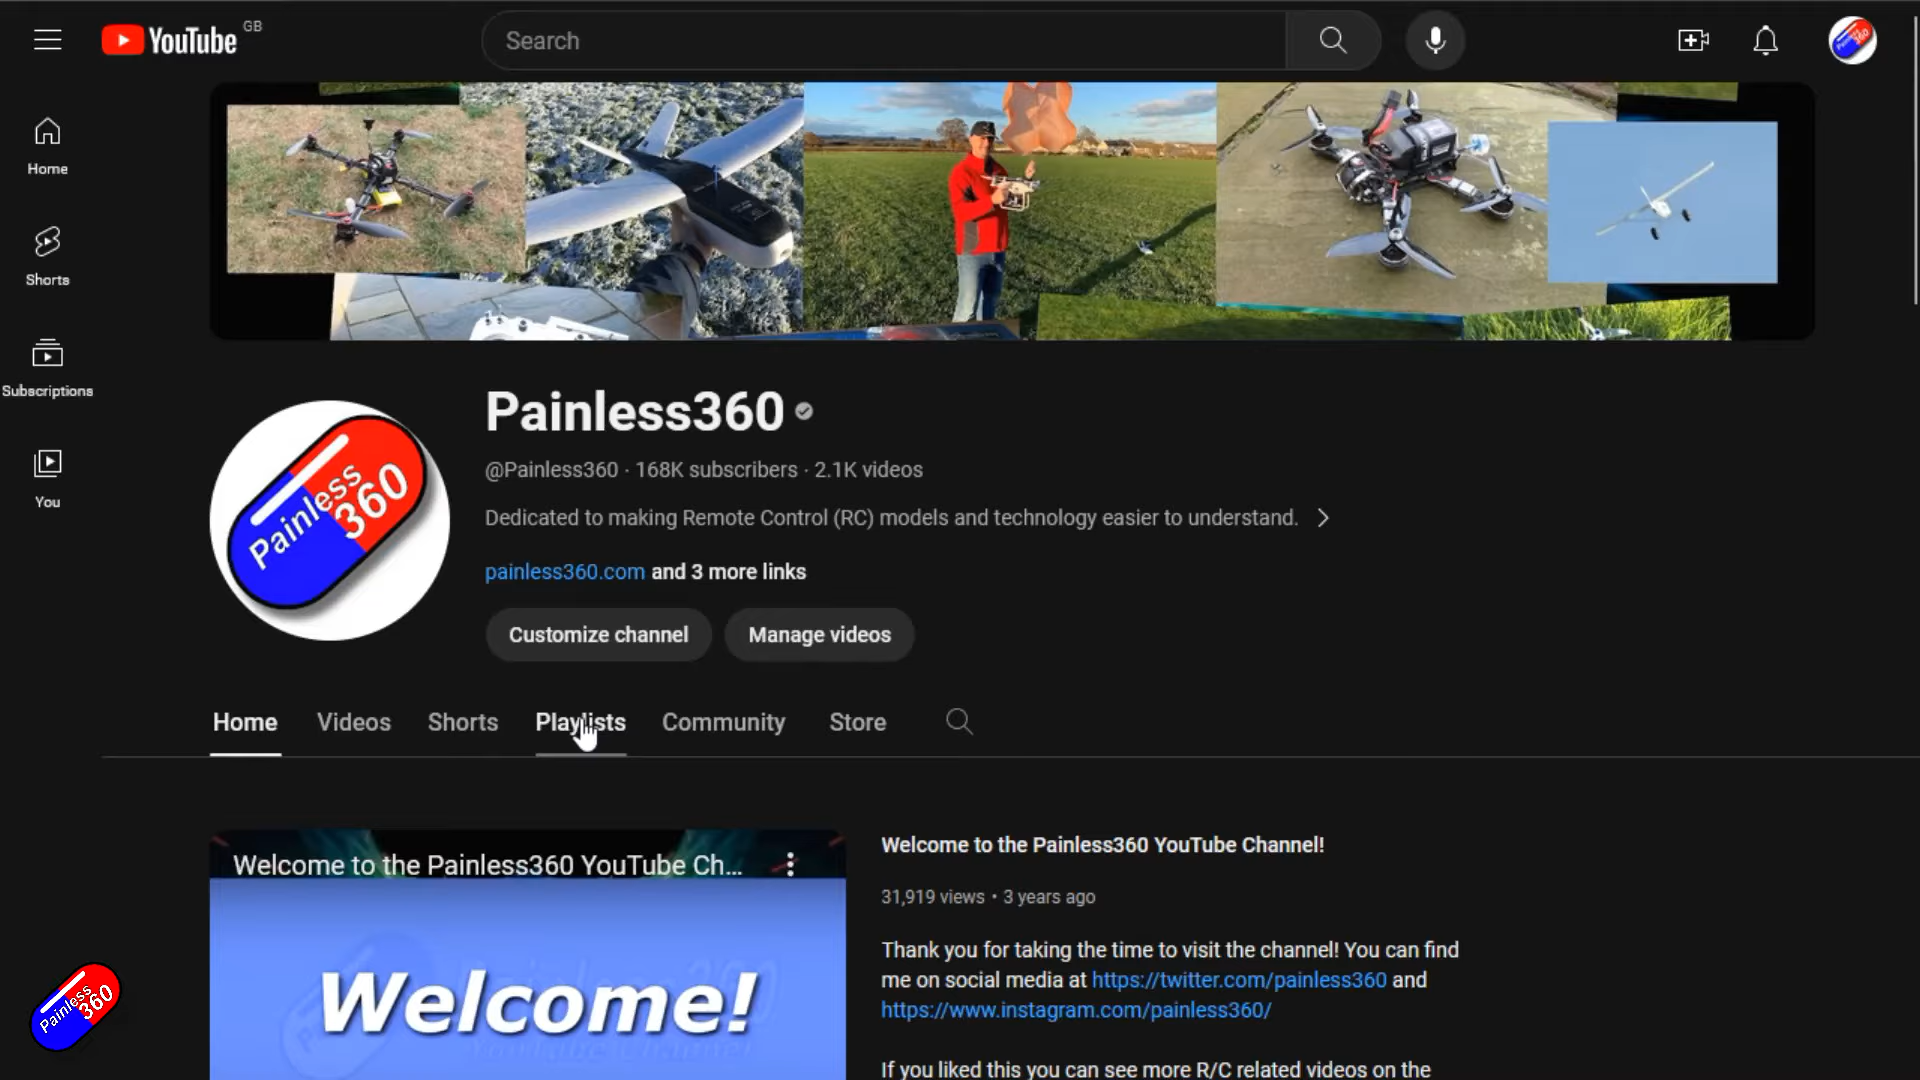 YouTube GB
Search
Home
Shorts
Subscriptions
You
Painless360
Painless
360
@Painless360 · 168K subscribers · 2.1K videos
Dedicated to making Remote Control (RC) models and technology easier to understand.
painless360.com and 3 more links
Customize channel
Manage videos
Home Videos Shorts Playlists Community Store
Welcome to the Painless360 YouTube Ch...
Welcome!
Welcome to the Painless360 YouTube Channel!
31,919 views • 3 years ago
Thank you for taking the time to visit the channel! You can find
me on social media at https://twitter.com/painless360 and
https://www.instagram.com/painless360/
If you liked this you can see more R/C related videos on the
Painless
360